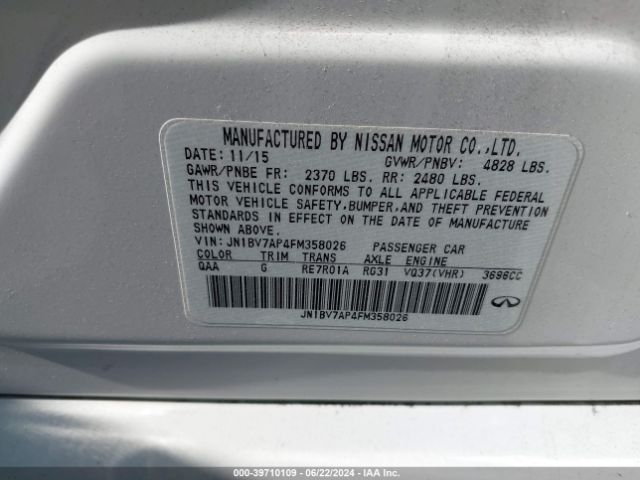 MANUFACTURED BY NISSAN MOTOR CO.,LTD.
DATE: 11/15 GVWR/PNBV: 4828 LBS.
GAWR/PNBE FR: 2370 LBS. RR: 2480 LBS.
THIS VEHICLE CONFORMS TO ALL APPLICABLE FEDERAL
MOTOR VEHICLE SAFETY,BUMPER,AND THEFT PREVENTION
STANDARDS IN EFFECT ON THE DATE OF MANUFACTURE
SHOWN ABOVE.
VIN: JN1BV7AP4FM358026 PASSENGER CAR
COLOR TRIM TRANS AXLE ENGINE
QAA G RE7R01A RG31 VQ37(VHR) 3696CC
JN1BV7AP4FM358026
000-39710109 - 06/22/2024 - IAA Inc.